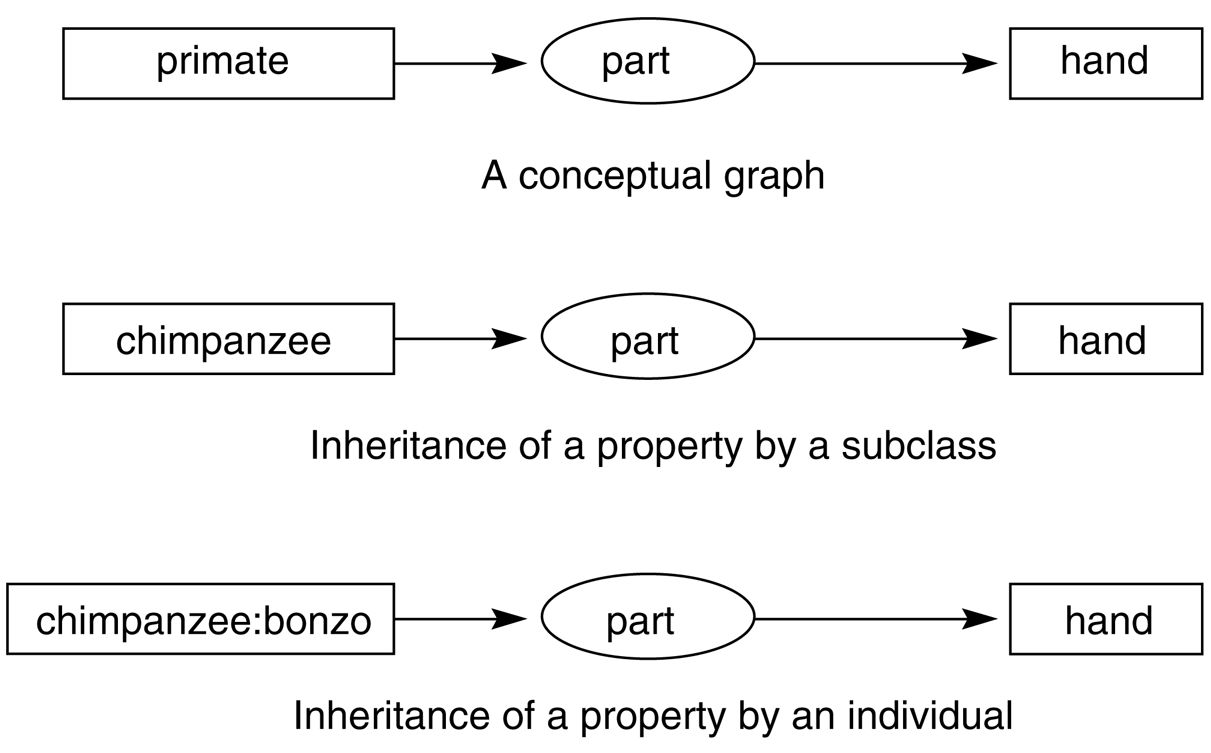 primate part hand
A conceptual graph
chimpanzee part hand
Inheritance of a property by a subclass
chimpanzee:bonzo part hand
Inheritance of a property by an individual